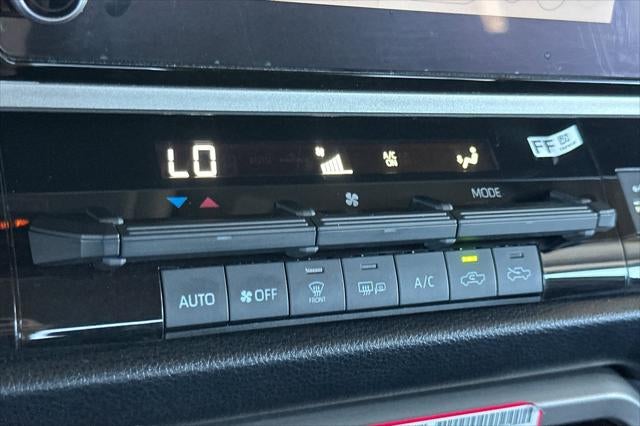 LO
A/C
ON
FF
MODE
AUTO
OFF
FRONT
A/C